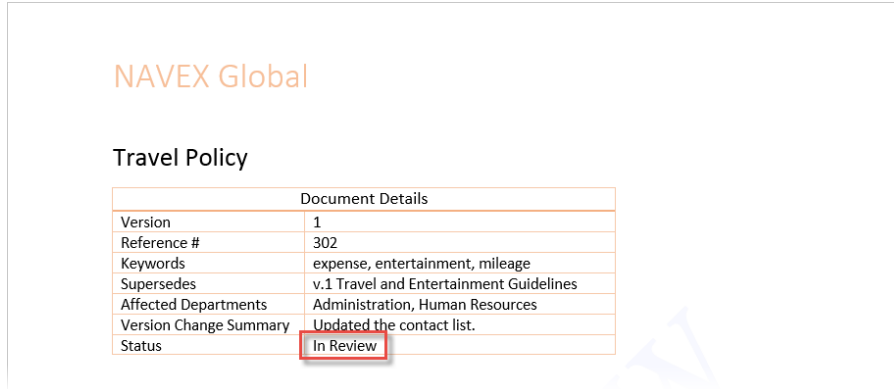 NAVEX Global
Travel Policy
Document Details
Version 1
Reference # 302
Keywords expense, entertainment, mileage
Supersedes v.1 Travel and Entertainment Guidelines
Affected Departments Administration, Human Resources
Version Change Summary Updated the contact list.
Status In Review